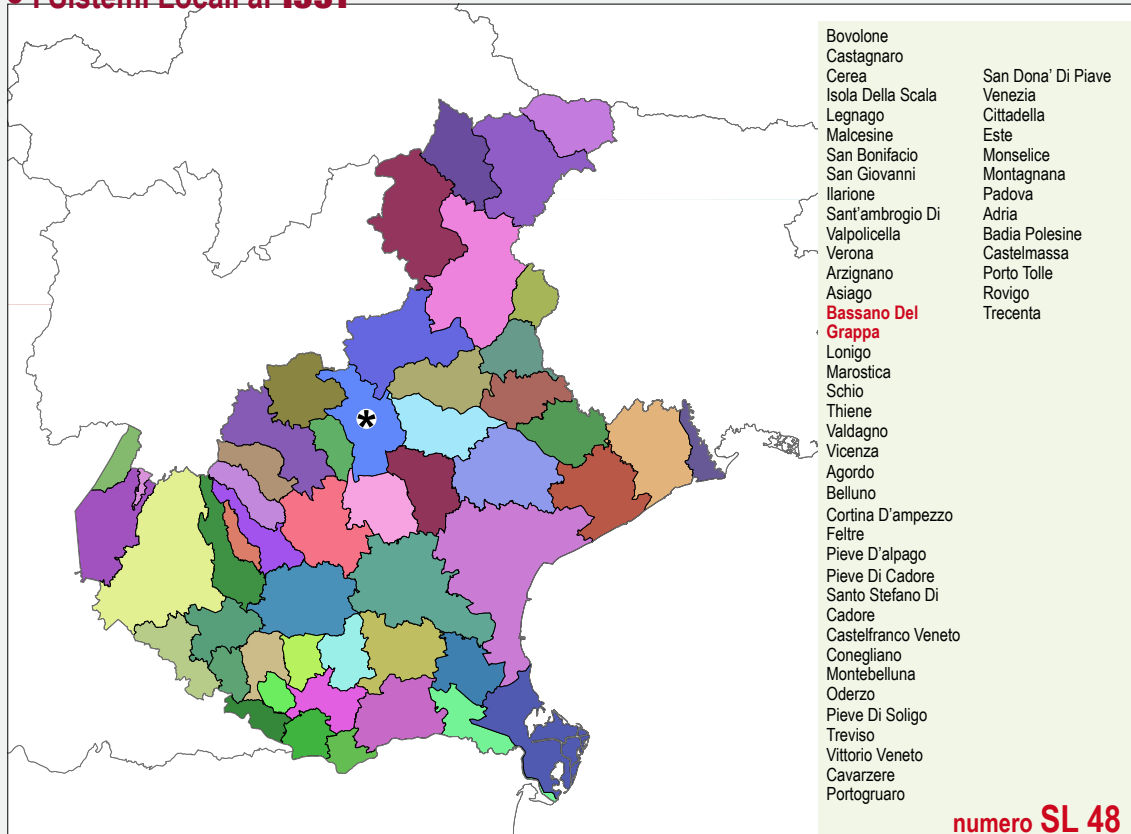 i Sistemi Locali al 1991
Bovolone
Castagnaro
Cerea
Isola Della Scala
Legnago
Malcesine
San Bonifacio
San Giovanni
Ilarione
Sant'ambrogio Di
Valpolicella
Verona
Arzignano
Asiago
Bassano Del
Grappa
Lonigo
Marostica
Schio
Thiene
Valdagno
Vicenza
Agordo
Belluno
Cortina D'ampezzo
Feltre
Pieve D'alpago
Pieve Di Cadore
Santo Stefano Di
Cadore
Castelfranco Veneto
Conegliano
Montebelluna
Oderzo
Pieve Di Soligo
Treviso
Vittorio Veneto
Cavarzere
Portogruaro
San Dona' Di Piave
Venezia
Cittadella
Este
Monselice
Montagnana
Padova
Adria
Badia Polesine
Castelmassa
Porto Tolle
Rovigo
Trecenta
*
numero SL 48